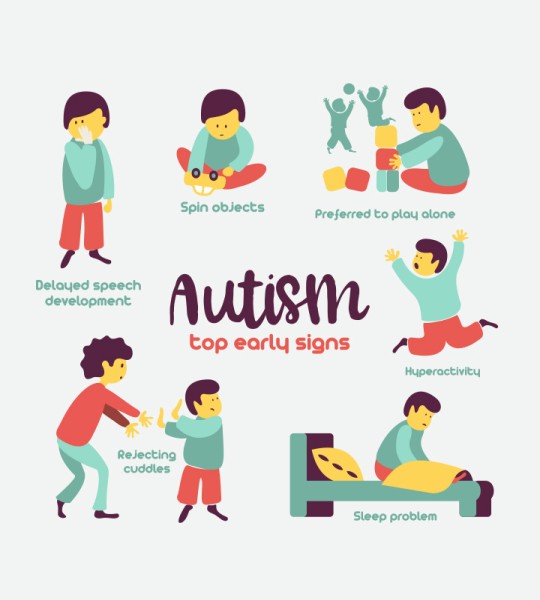 Spin objects
Preferred to play alone
Delayed speech
development
Autism
top early signs
Hyperactivity
Rejecting
cuddles
Sleep problem